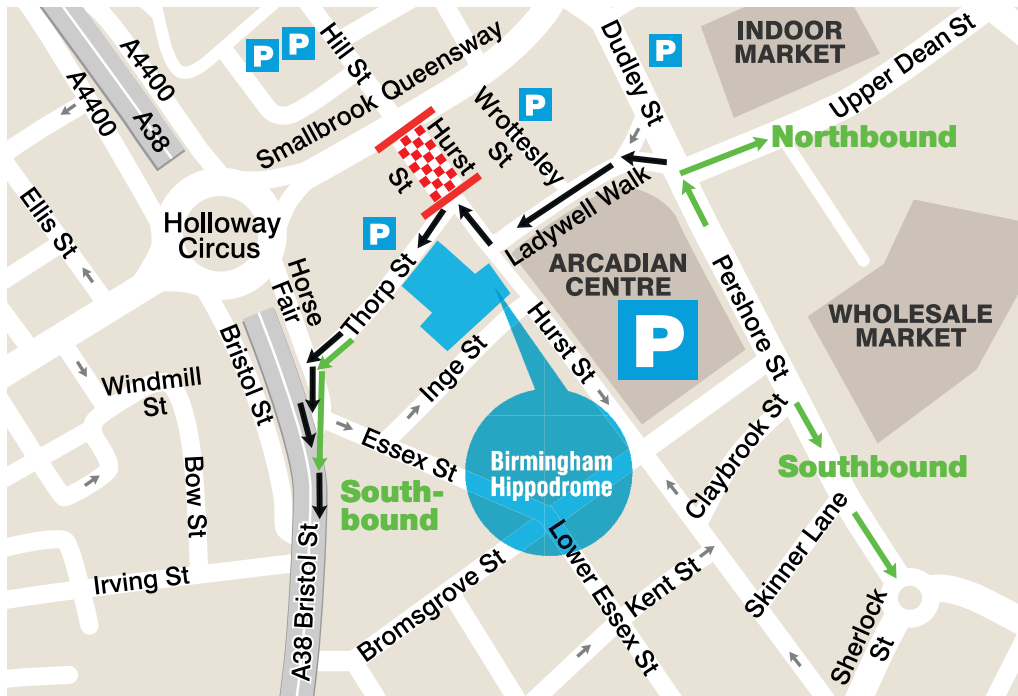 A4400
A4400
A38
P
P
Hill St
Smallbrook Queensway
Hurst
St
Wrottesley
St
P
Dudley St
P
INDOOR
MARKET
Upper Dean St
Northbound
Ellis St
Holloway
Circus
P
Ladywell Walk
Horse
Fair
Thorp St
ARCADIAN
CENTRE
P
Pershore St
WHOLESALE
MARKET
Bristol St
Inge St
Hurst St
Windmill
St
Bow St
Essex St
Birmingham
Hippodrome
Claybrook St
Southbound
South-
bound
Skinner Lane
Irving St
A38 Bristol St
Bromsgrove St
Lower Essex St
Kent St
Sherlock
St